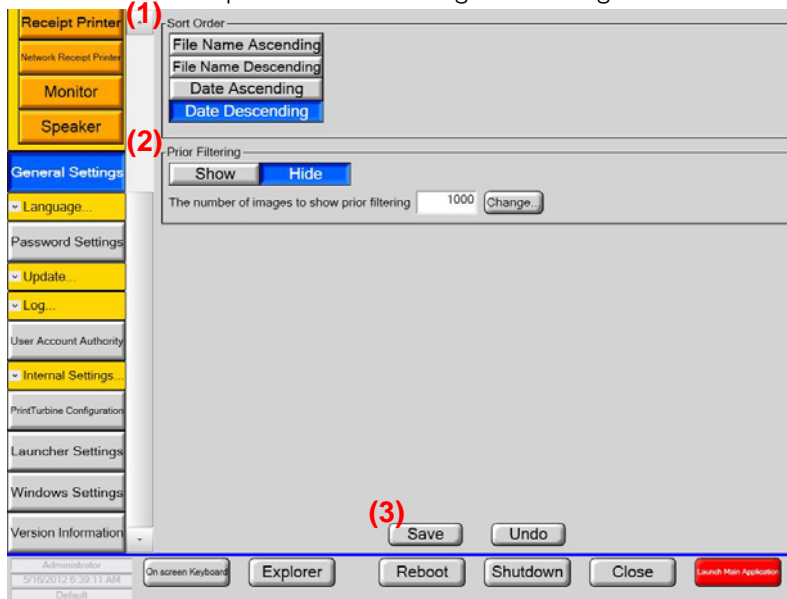 Receipt Printer
Network Receipt Printer
Monitor
Speaker
General Settings
Language...
Password Settings
Update...
Log...
User Account Authority
Internal Settings...
PrintTurbine Configuration
Launcher Settings
Windows Settings
Version Information
(1)
Sort Order
File Name Ascending
File Name Descending
Date Ascending
Date Descending
(2)
Prior Filtering
Show Hide
The number of images to show prior filtering 1000 Change...
(3)
Save Undo
Administrator
5/16/2012 6:39:11 AM
Default
On screen Keyboard Explorer Reboot Shutdown Close Launch Main Application